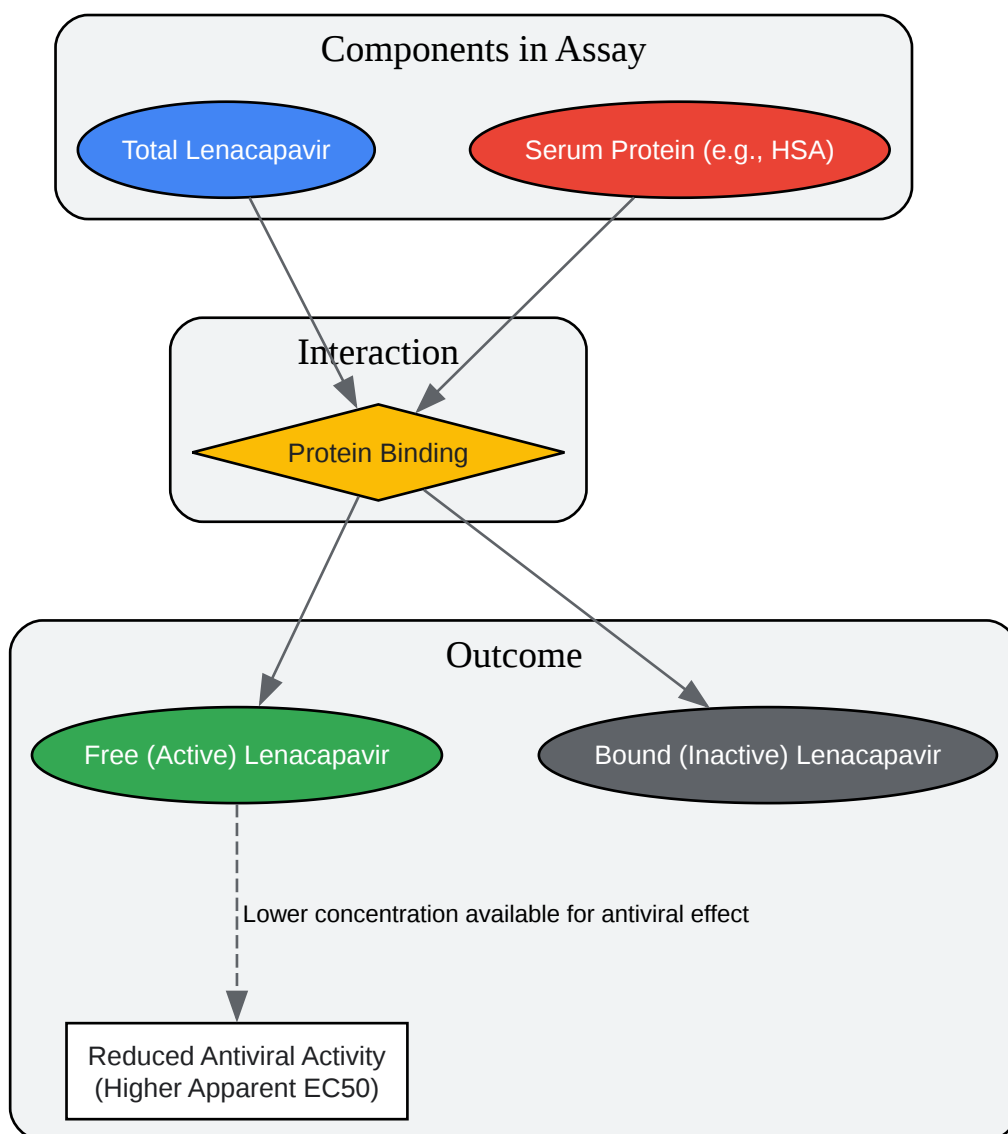 Components in Assay
Total Lenacapavir
Serum Protein (e.g., HSA)
Interaction
Protein Binding
Outcome
Free (Active) Lenacapavir
Bound (Inactive) Lenacapavir
Lower concentration available for antiviral effect
Reduced Antiviral Activity
(Higher Apparent EC50)